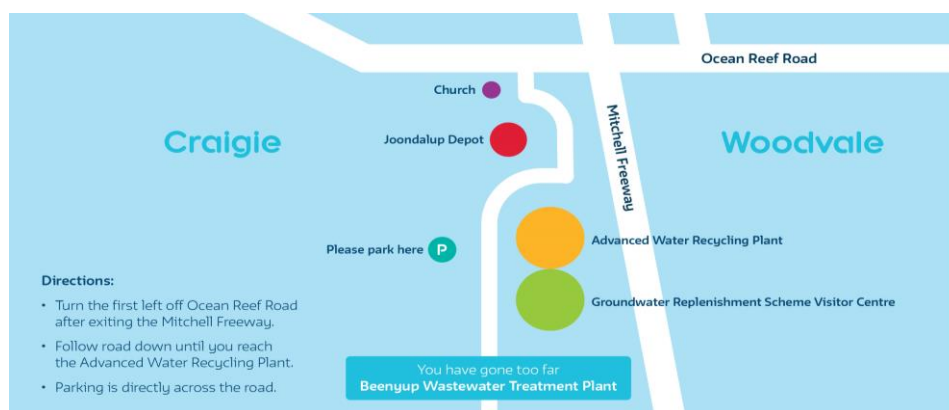 Ocean Reef Road
Church
Craigie
Joondalup Depot
Mitchell Freeway
Woodvale
Please park here
P
Advanced Water Recycling Plant
Groundwater Replenishment Scheme Visitor Centre
Directions:
• Turn the first left off Ocean Reef Road
after exiting the Mitchell Freeway.
• Follow road down until you reach
the Advanced Water Recycling Plant.
• Parking is directly across the road.
You have gone too far
Beenyup Wastewater Treatment Plant